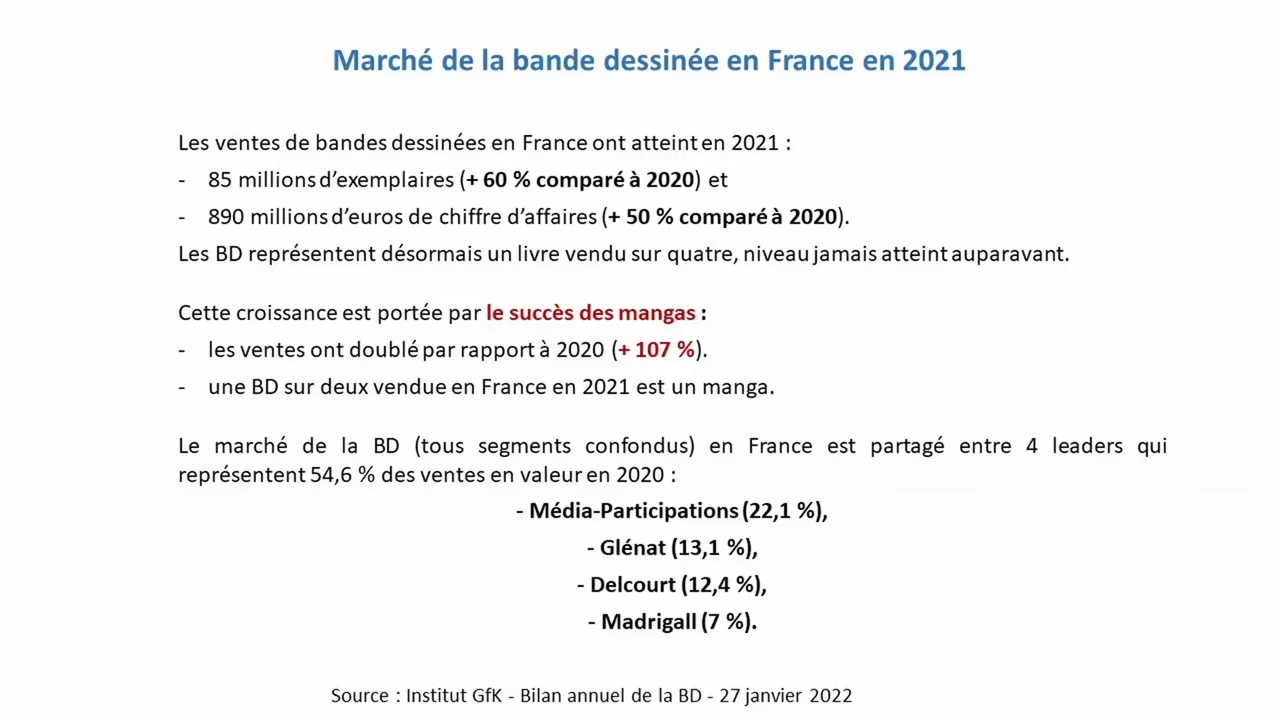 Marché de la bande dessinée en France en 2021
Les ventes de bandes dessinées en France ont atteint en 2021 :
- 85 millions d’exemplaires (+ 60 % comparé à 2020) et
- 890 millions d’euros de chiffre d’affaires (+ 50 % comparé à 2020).
Les BD représentent désormais un livre vendu sur quatre, niveau jamais atteint auparavant.
Cette croissance est portée par le succès des mangas :
- les ventes ont doublé par rapport à 2020 (+ 107 %).
- une BD sur deux vendue en France en 2021 est un manga.
Le marché de la BD (tous segments confondus) en France est partagé entre 4 leaders qui
représentent 54,6 % des ventes en valeur en 2020 :
- Média-Participations (22,1 %),
- Glénat (13,1 %),
- Delcourt (12,4 %),
- Madrigall (7 %).
Source : Institut GfK - Bilan annuel de la BD - 27 janvier 2022